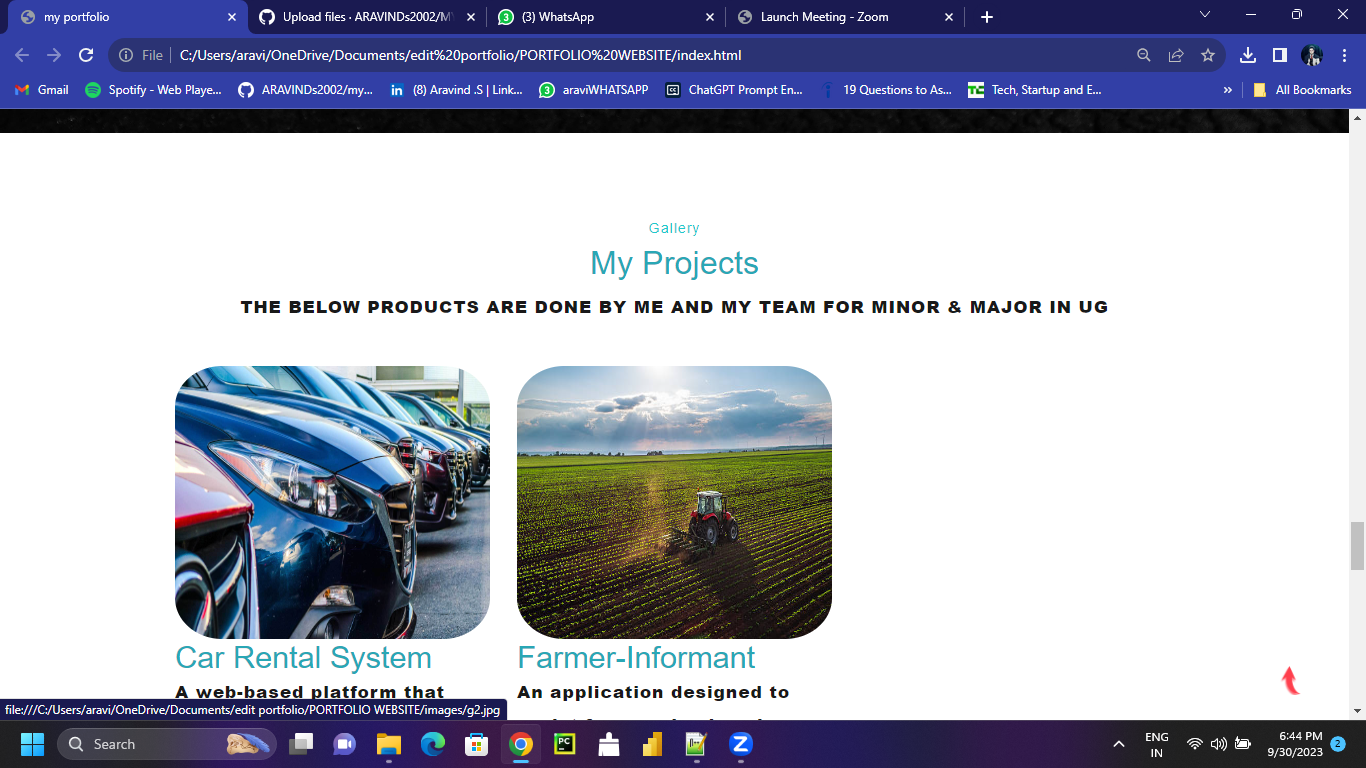 my portfolio
Upload files · ARAVINDs2002/M
(3) WhatsApp
Launch Meeting - Zoom
File
C:/Users/aravi/OneDrive/Documents/edit%20portfolio/PORTFOLIO%20WEBSITE/index.html
Gmail
Spotify - Web Playe...
ARAVINDs2002/my...
(8) Aravind .S | Link...
3
araviWHATSAPP
ChatGPT Prompt En...
19 Questions to As...
Tech, Startup and E...
»
All Bookmarks
Gallery
My Projects
THE BELOW PRODUCTS ARE DONE BY ME AND MY TEAM FOR MINOR & MAJOR IN UG
Car Rental System
A web-based platform that
Farmer-Informant
An application designed to
file:///C:/Users/aravi/OneDrive/Documents/edit portfolio/PORTFOLIO WEBSITE/images/g2.jpg
Search
ENG
IN
6:44 PM
9/30/2023
2